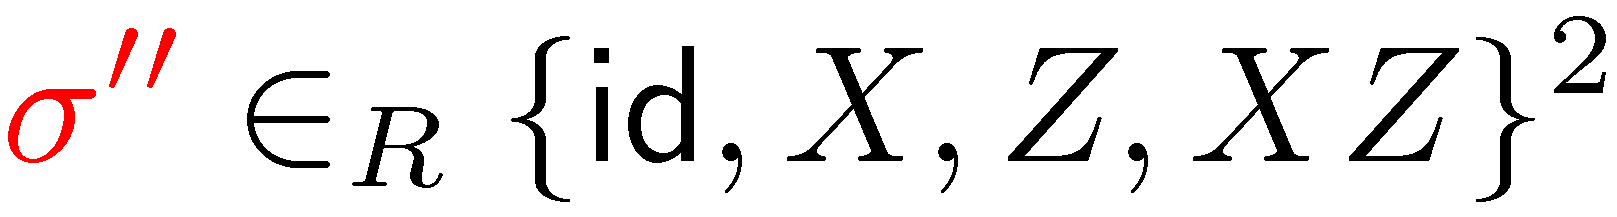 σ′′ ∈_R {id, X, Z, XZ}²